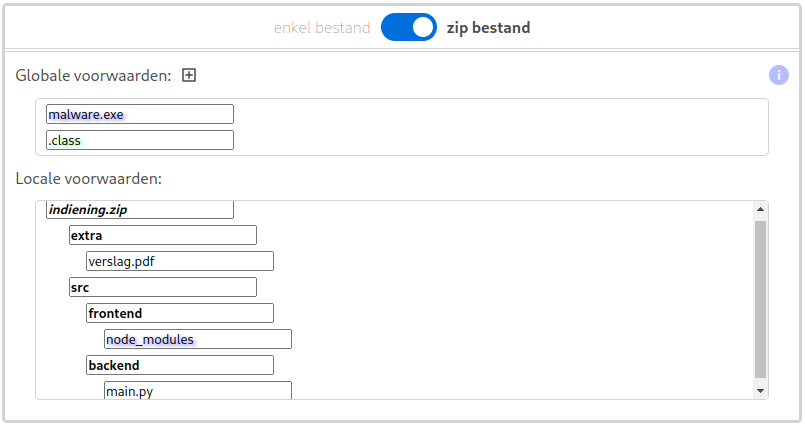 enkel bestand zip bestand
Globale voorwaarden:
i
malware.exe
.class
Locale voorwaarden:
indiening.zip
extra
verslag.pdf
src
frontend
node_modules
backend
main.py